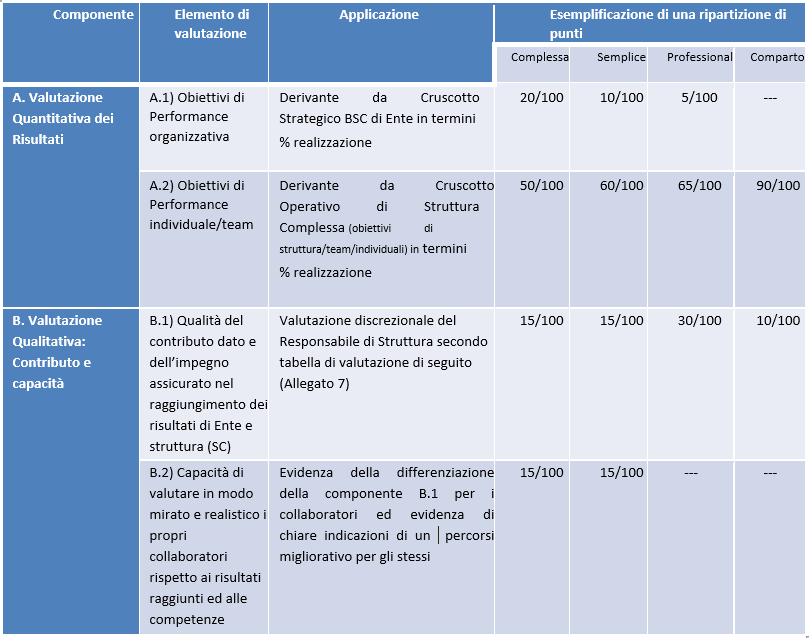 Componente
Elemento di
valutazione
Applicazione
Esemplificazione di una ripartizione di
punti
Complessa
Semplice
Professional
Comparto
A. Valutazione
Quantitativa dei
Risultati
A.1) Obiettivi di
Performance
organizzativa
Derivante da Cruscotto
Strategico BSC di Ente in termini
% realizzazione
20/100
10/100
5/100
---
A.2) Obiettivi di
Performance
individuale/team
Derivante da Cruscotto
Operativo di Struttura
Complessa (obiettivi di
struttura/team/individuali) in termini
% realizzazione
50/100
60/100
65/100
90/100
B. Valutazione
Qualitativa:
Contributo e
capacità
B.1) Qualità del
contributo dato e
dell’impegno
assicurato nel
raggiungimento dei
risultati di Ente e
struttura (SC)
Valutazione discrezionale del
Responsabile di Struttura secondo
tabella di valutazione di seguito
(Allegato 7)
15/100
15/100
30/100
10/100
B.2) Capacità di
valutare in modo
mirato e realistico i
propri
collaboratori
rispetto ai risultati
raggiunti ed alle
competenze
Evidenza della differenziazione
della componente B.1 per i
collaboratori ed evidenza di
chiare indicazioni di un percorsi
migliorativo per gli stessi
15/100
15/100
---
---